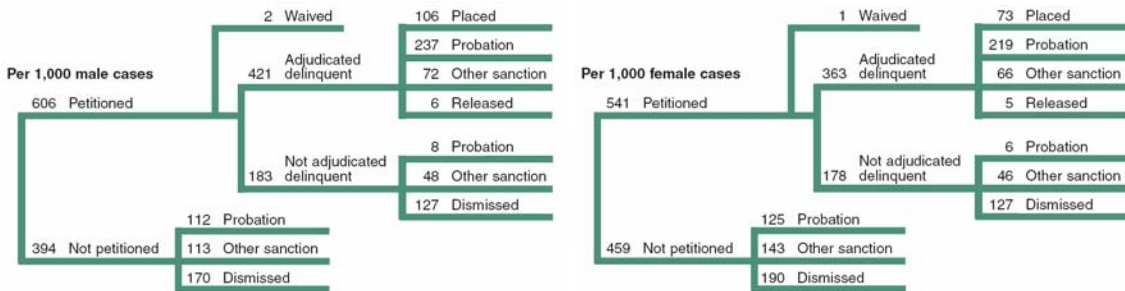 2 Waived
106 Placed
237 Probation
Per 1,000 male cases
Adjudicated
421 delinquent
72 Other sanction
606 Petitioned
6 Released
8 Probation
Not adjudicated
183 delinquent
48 Other sanction
127 Dismissed
112 Probation
394 Not petitioned
113 Other sanction
170 Dismissed
1 Waived
73 Placed
219 Probation
Per 1,000 female cases
Adjudicated
363 delinquent
66 Other sanction
541 Petitioned
5 Released
6 Probation
Not adjudicated
178 delinquent
46 Other sanction
127 Dismissed
125 Probation
459 Not petitioned
143 Other sanction
190 Dismissed